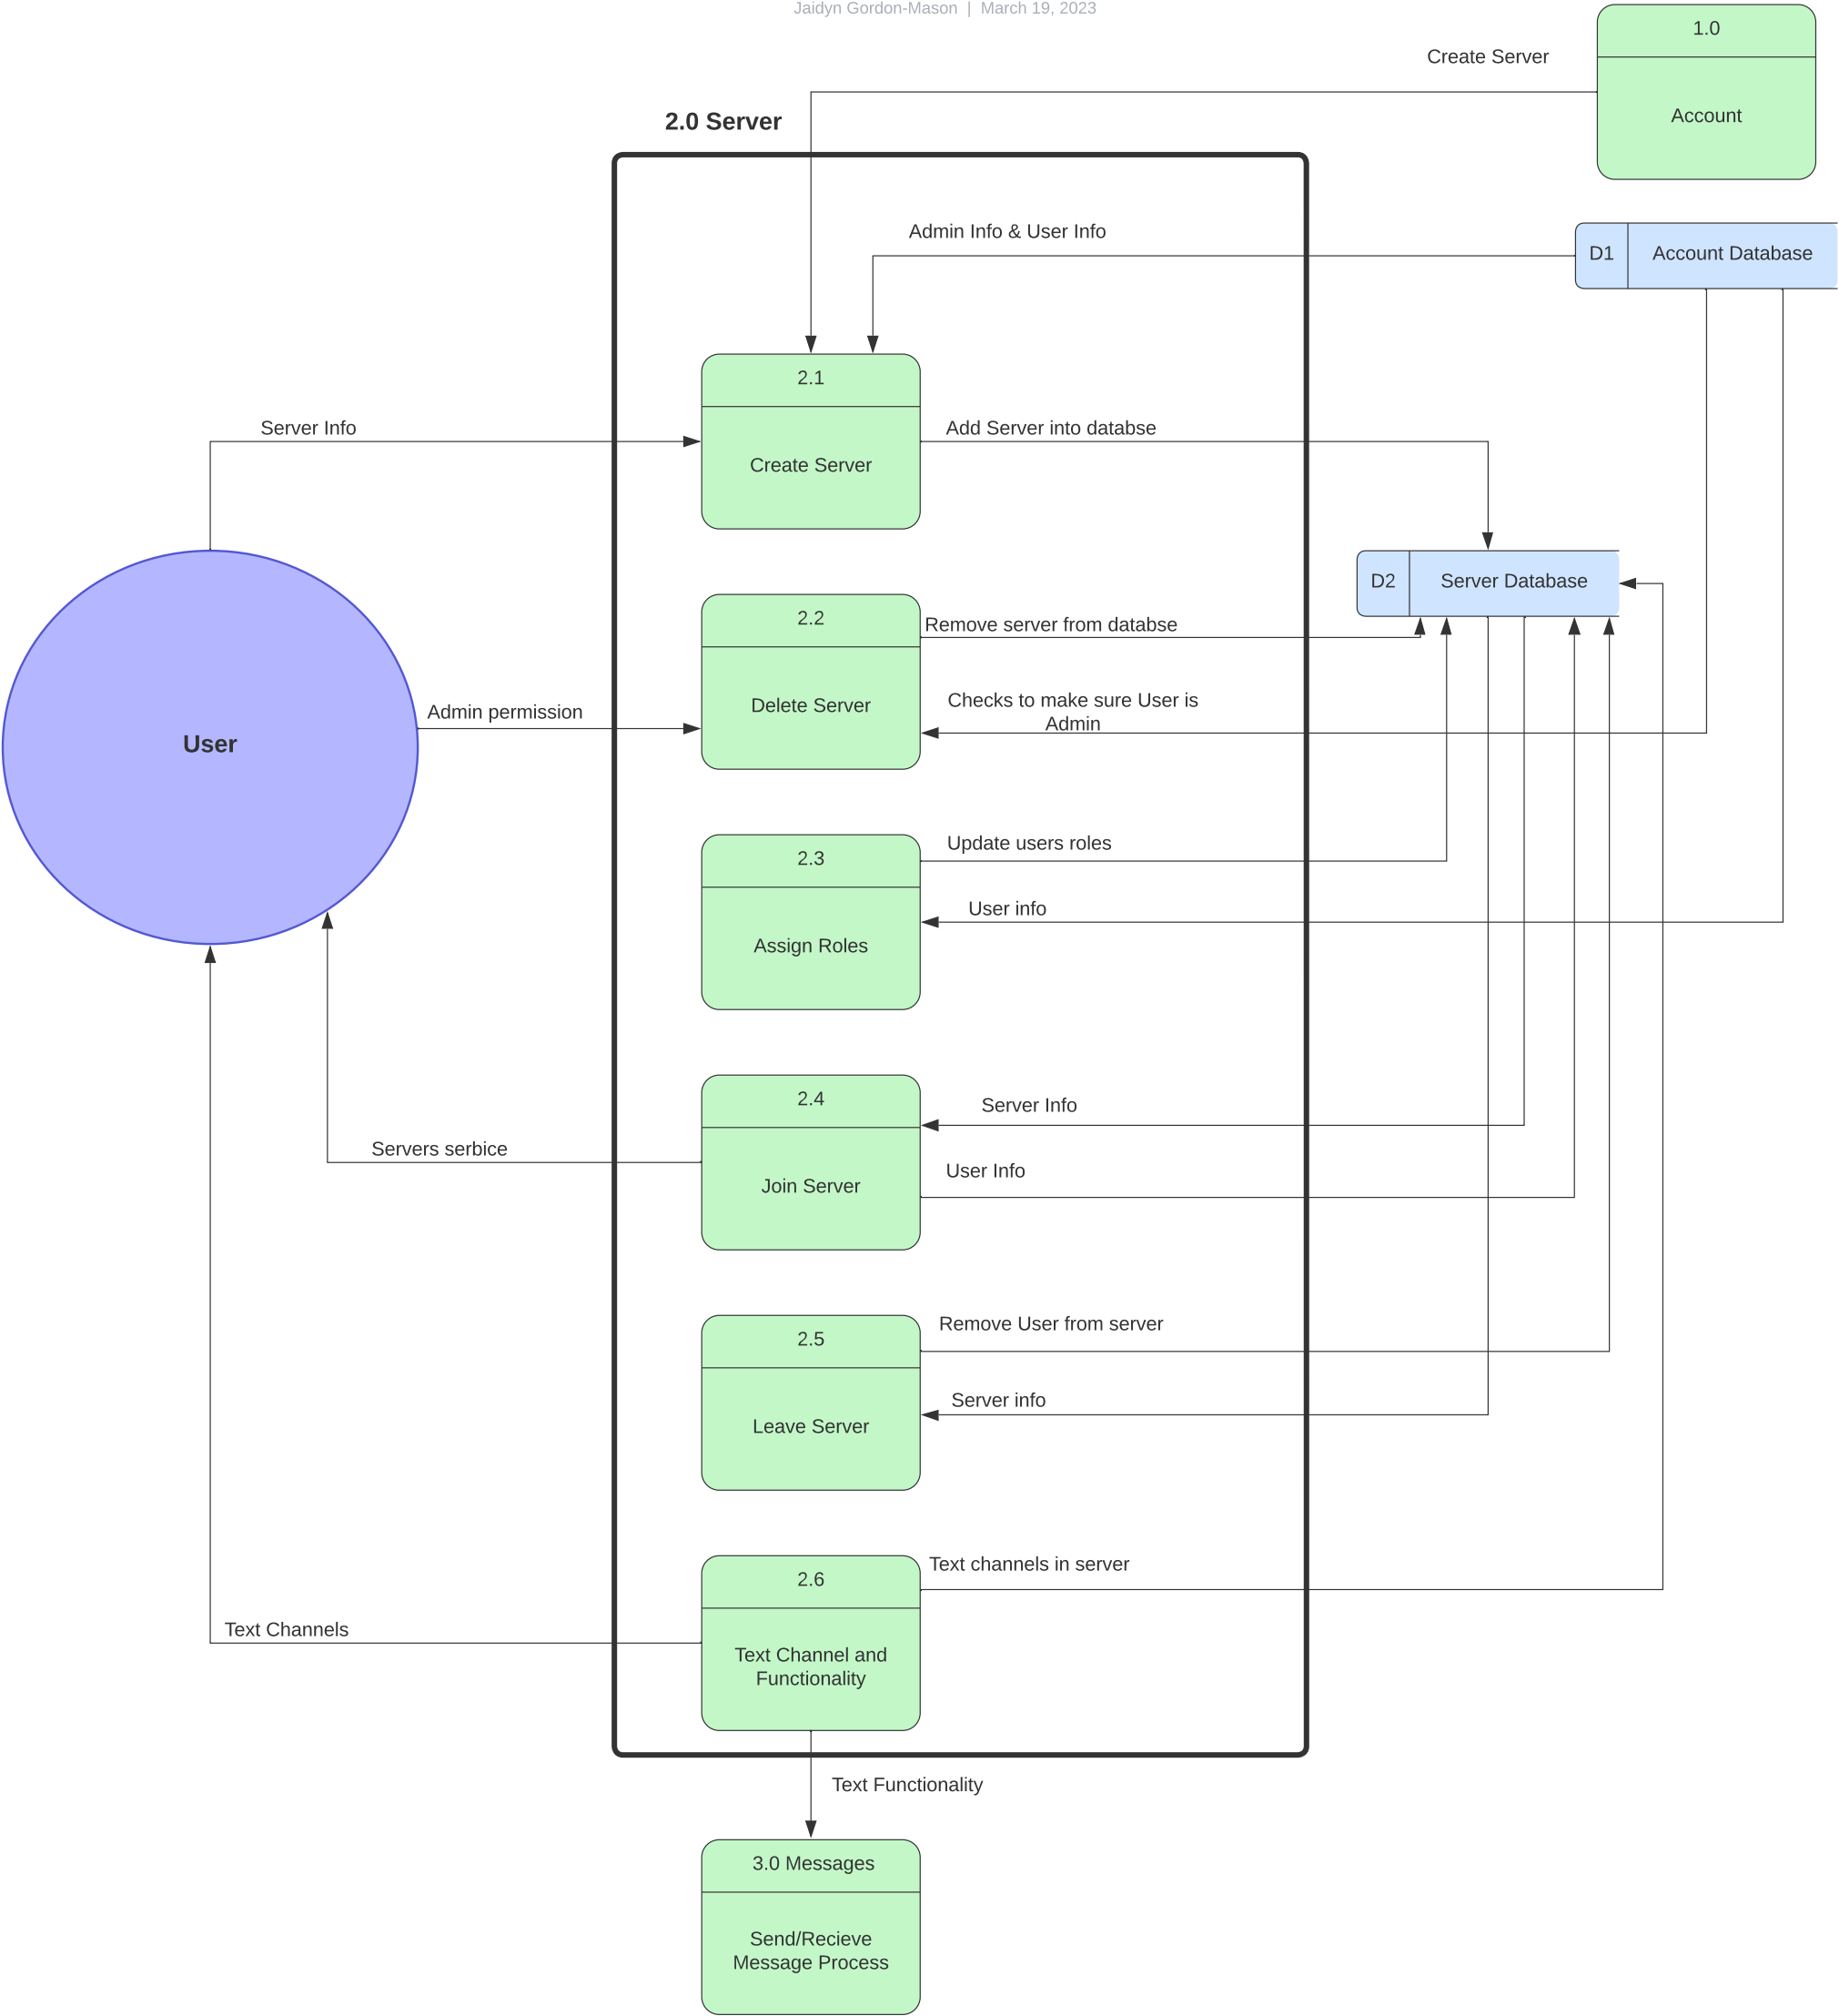 Jaidyn Gordon-Mason | March 19, 2023
1.0
Create Server
Account
2.0 Server
Admin Info & User Info
D1
Account Database
2.1
Server Info
Add Server into databse
Create Server
D2
Server Database
2.2
Remove server from databse
Checks to make sure User is
Admin
Delete Server
Admin permission
User
2.3
Update users roles
User info
Assign Roles
2.4
Server Info
Servers serbice
User Info
Join Server
2.5
Remove User from server
Server info
Leave Server
2.6
Text channels in server
Text Channels
Text Channel and
Functionality
Text Functionality
3.0 Messages
Send/Recieve
Message Process